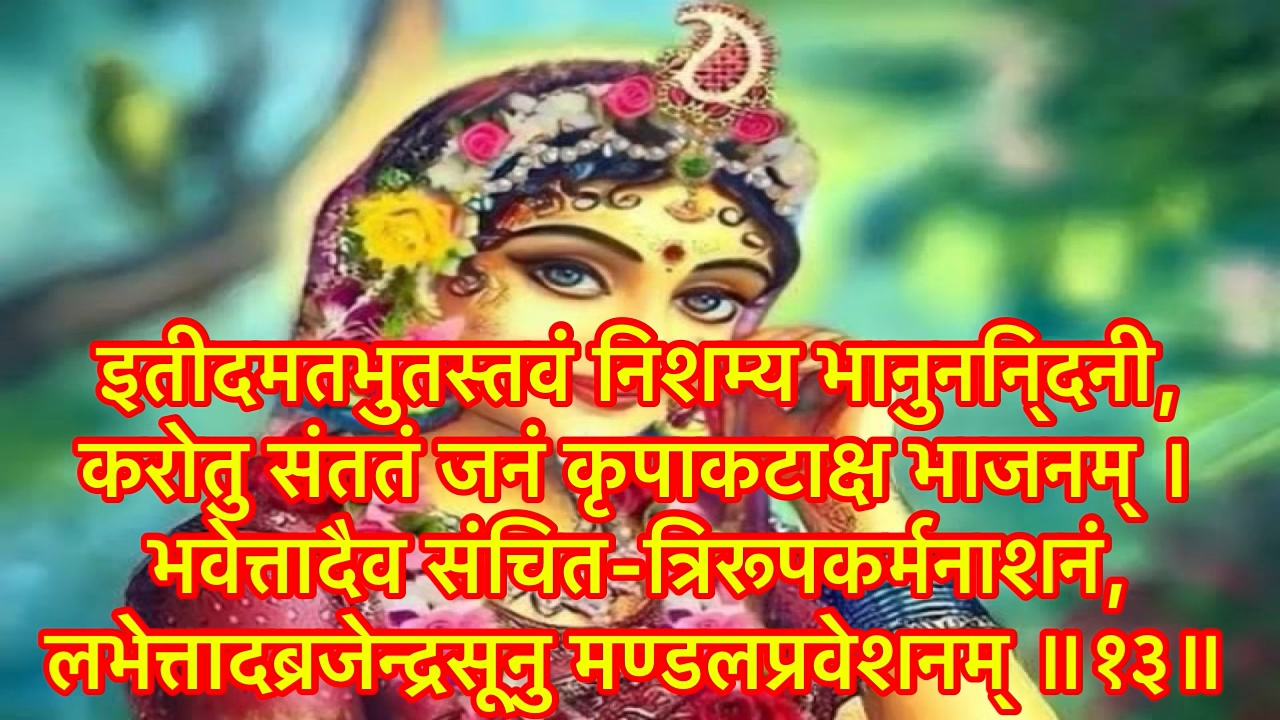 इतीदमतभुतस्तवं निशम्य भानुननि्दनी,
करोतु संततं जनं कृपाकटाक्ष भाजनम् ।
भवेत्तादैव संचित-त्रिरूपकर्मनाशनं,
लभेत्तादब्रजेन्द्रसूनु मण्डलप्रवेशनम् ॥१३॥